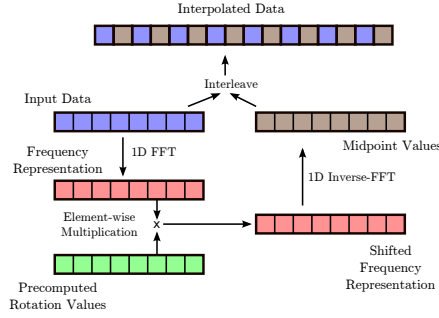 Interpolated Data
Interleave
Input Data
Midpoint Values
1D FFT
Frequency
Representation
1D Inverse-FFT
Element-wise
Multiplication
x
Shifted
Frequency
Representation
Precomputed
Rotation Values